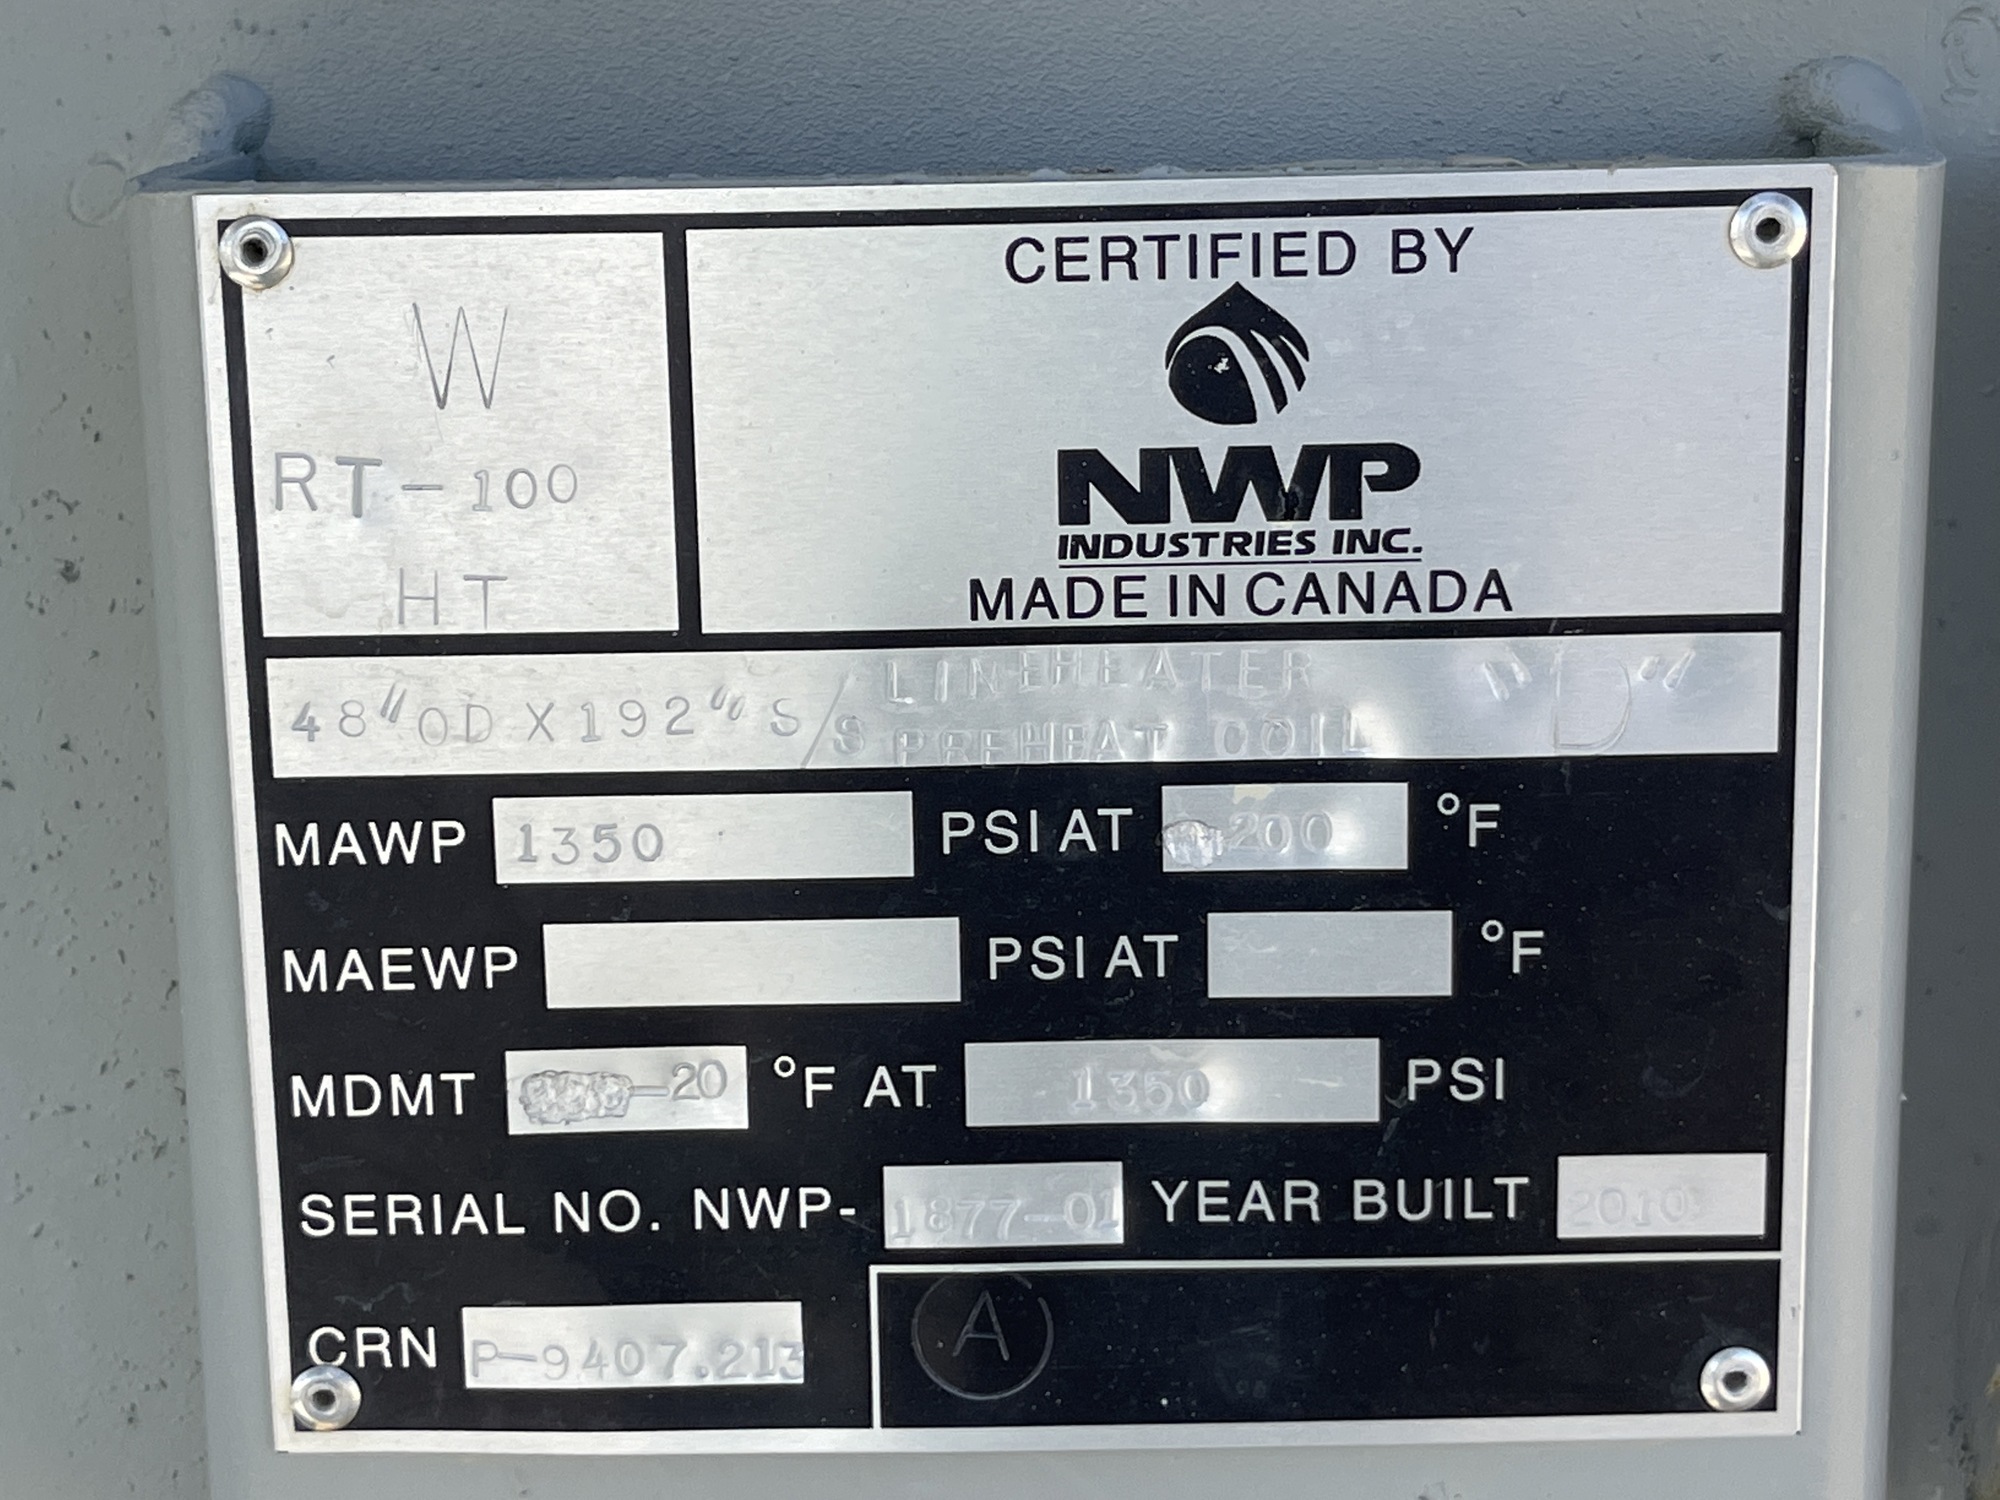 CERTIFIED BY
W
RT-100
HT
NWP
INDUSTRIES INC.
MADE IN CANADA
48"OD X 192" S/S LINEHEATER PREHEAT COIL "D"
MAWP 1350 PSI AT 200 °F
MAEWP PSI AT °F
MDMT -20 °F AT 1350 PSI
SERIAL NO. NWP- 1877-01 YEAR BUILT 2010
CRN P-9407.213
A